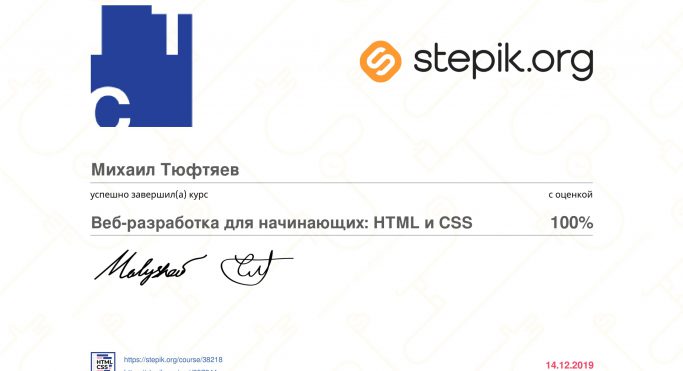 stepik.org
Михаил Тюфтяев
успешно завершил(а) курс
с оценкой
Веб-разработка для начинающих: HTML и CSS
100%
HTML
CSS
https://stepik.org/course/38218
14.12.2019